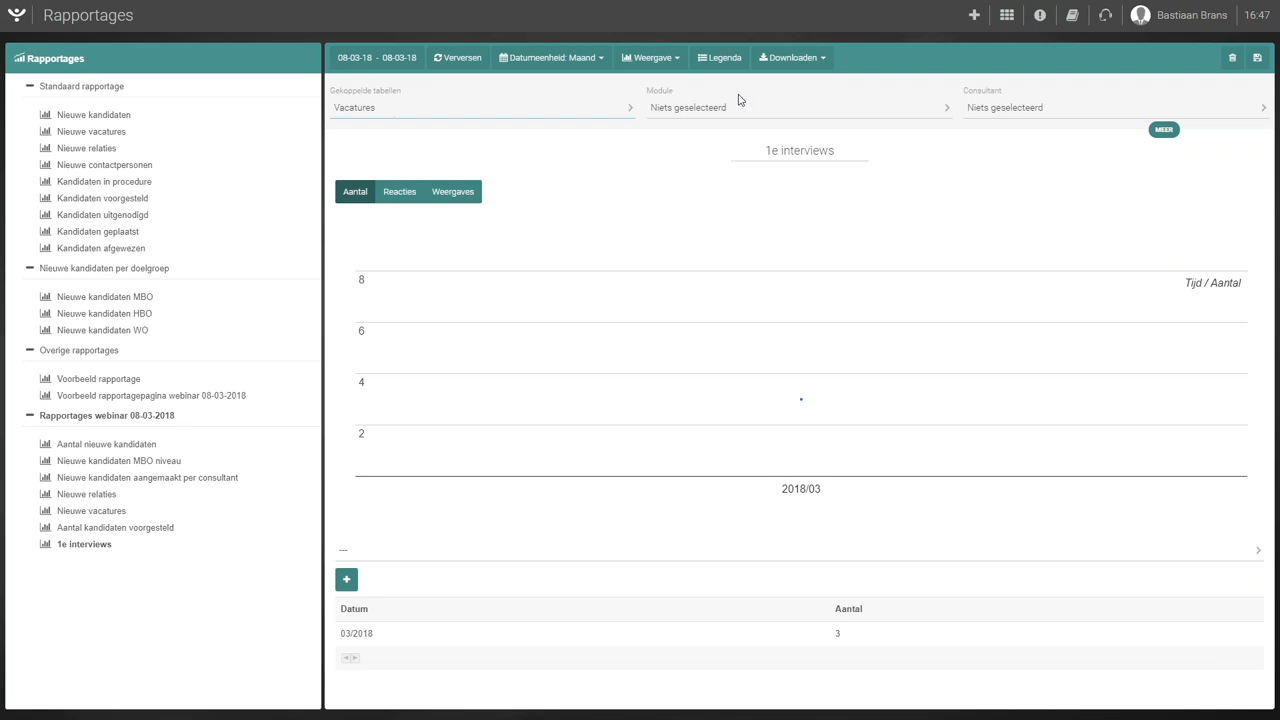 Rapportages
Bastiaan Brans
16:47
Rapportages
08-03-18 - 08-03-18
Verversen
Datumeenheid: Maand
Weergave
Legenda
Downloaden
Standaard rapportage
Nieuwe kandidaten
Nieuwe vacatures
Nieuwe relaties
Nieuwe contactpersonen
Kandidaten in procedure
Kandidaten voorgesteld
Kandidaten uitgenodigd
Kandidaten geplaatst
Kandidaten afgewezen
Nieuwe kandidaten per doelgroep
Nieuwe kandidaten MBO
Nieuwe kandidaten HBO
Nieuwe kandidaten WO
Overige rapportages
Voorbeeld rapportage
Voorbeeld rapportagepagina webinar 08-03-2018
Rapportages webinar 08-03-2018
Aantal nieuwe kandidaten
Nieuwe kandidaten MBO niveau
Nieuwe kandidaten aangemaakt per consultant
Nieuwe relaties
Nieuwe vacatures
Aantal kandidaten voorgesteld
1e interviews
Gekoppelde tabellen
Vacatures
Module
Niets geselecteerd
Consultant
Niets geselecteerd
MEER
1e interviews
Aantal
Reacties
Weergaves
8
Tijd / Aantal
6
4
2
2018/03
---
Datum
Aantal
03/2018
3